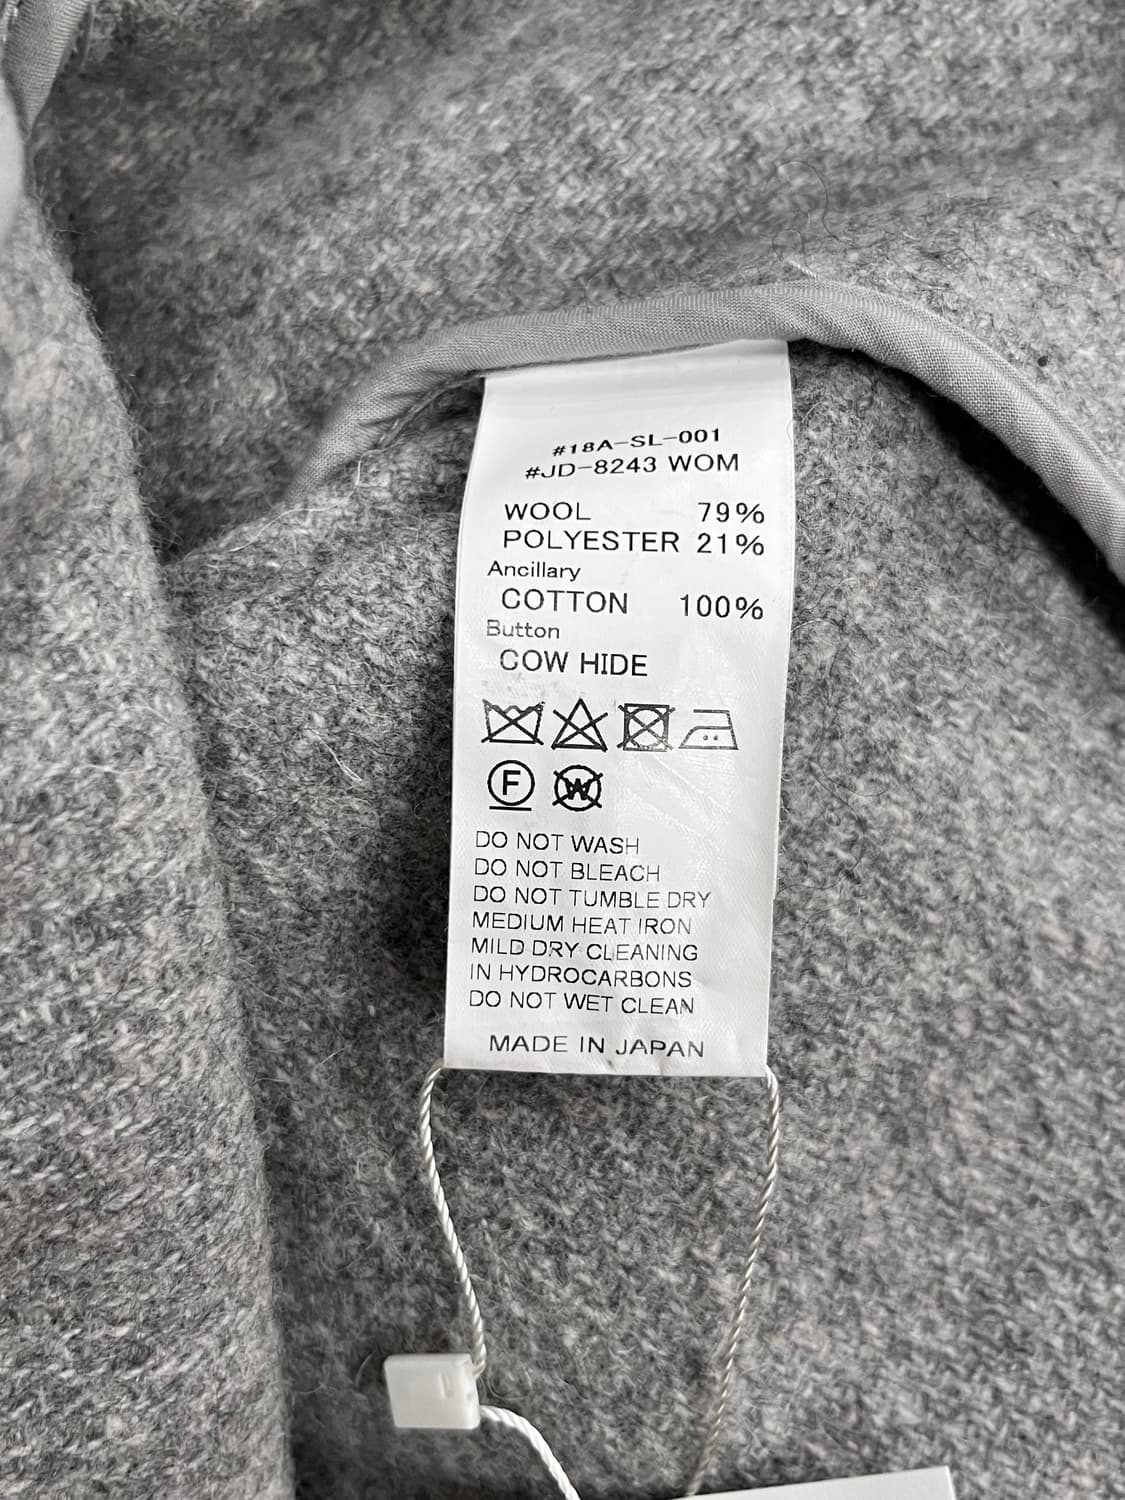 #18A-SL-001
#JD-8243 WOM
WOOL 79%
POLYESTER 21%
Ancillary
COTTON 100%
Button
COW HIDE
F W
DO NOT WASH
DO NOT BLEACH
DO NOT TUMBLE DRY
MEDIUM HEAT IRON
MILD DRY CLEANING
IN HYDROCARBONS
DO NOT WET CLEAN
MADE IN JAPAN